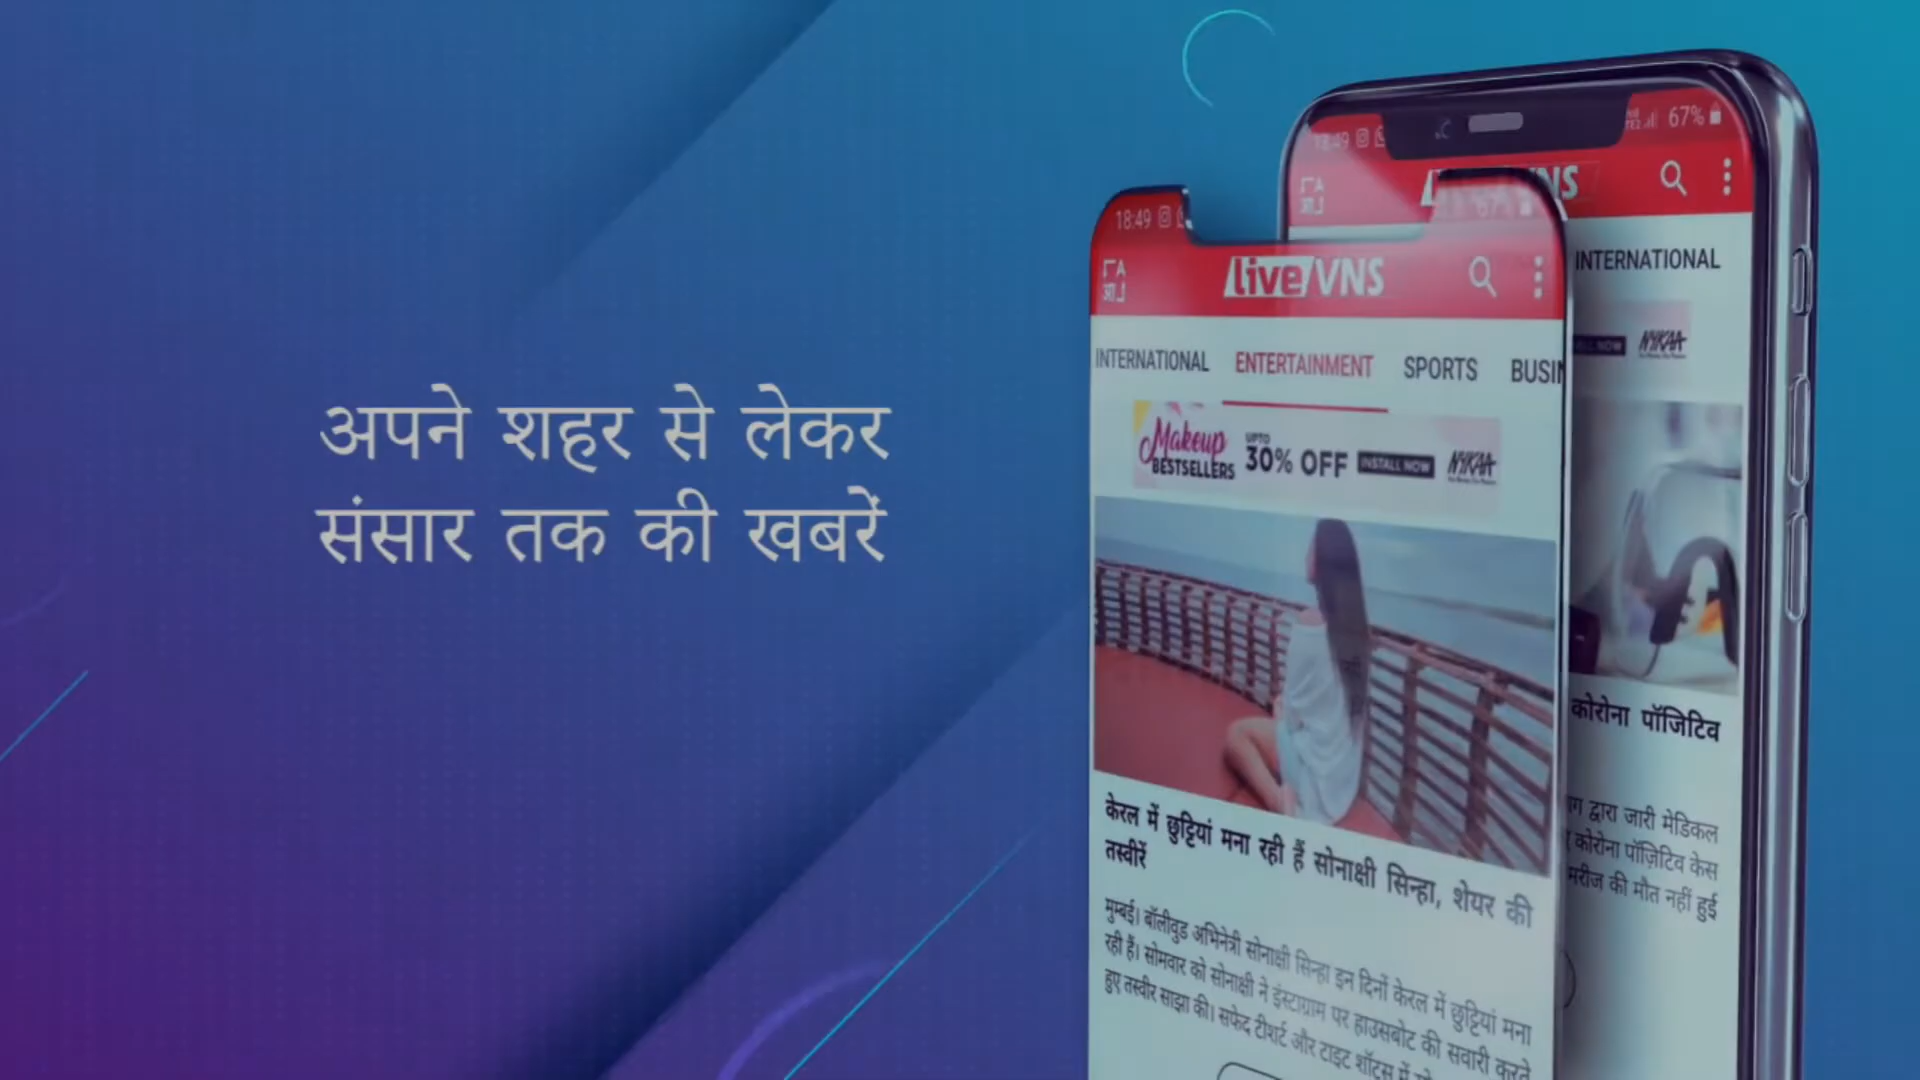 अपने शहर से लेकर
संसार तक की खबरें
67%
INTERNATIONAL
NYKAA
कोरोना पॉजिटिव
द्वारा जारी मेडिकल
कोरोना पॉज़िटिव केस
मरीज की मौत नहीं हुई
18:49
live VNS
INTERNATIONAL ENTERTAINMENT SPORTS
Makeup
BESTSELLERS
UPTO
30% OFF
INSTALL NOW
NYKAA
केरल में छुट्टियां मना रही हैं सोनाक्षी सिन्हा, शेयर की
तस्वीरें
मुम्बई। बॉलीवुड अभिनेत्री सोनाक्षी सिन्हा इन दिनों केरल में छुट्टियां मना
रही हैं। सोमवार को सोनाक्षी ने इंस्टाग्राम पर हाउसबोट की सवारी करते
हुए तस्वीर साझा की। सफेद टीशर्ट और टाइट शॉट्स में